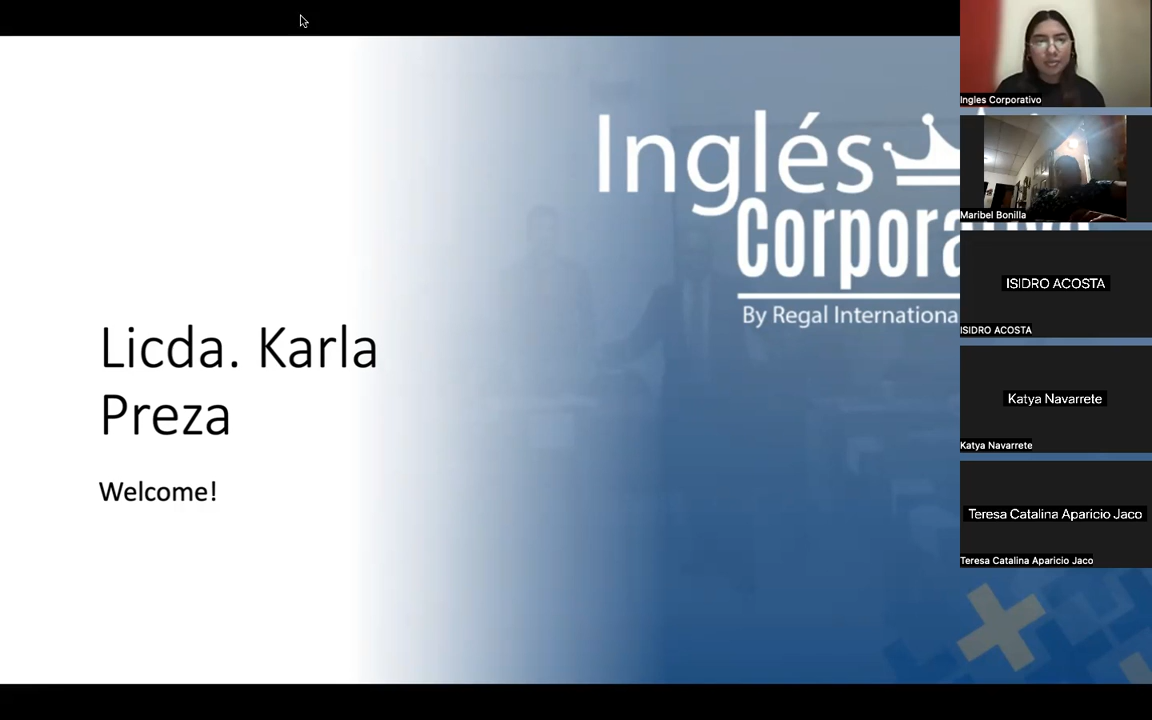 Inglés
Corpora
By Regal Internationa
Licda. Karla
Preza
Welcome!
Ingles Corporativo
Maribel Bonilla
ISIDRO ACOSTA
ISIDRO ACOSTA
Katya Navarrete
Katya Navarrete
Teresa Catalina Aparicio Jaco
Teresa Catalina Aparicio Jaco